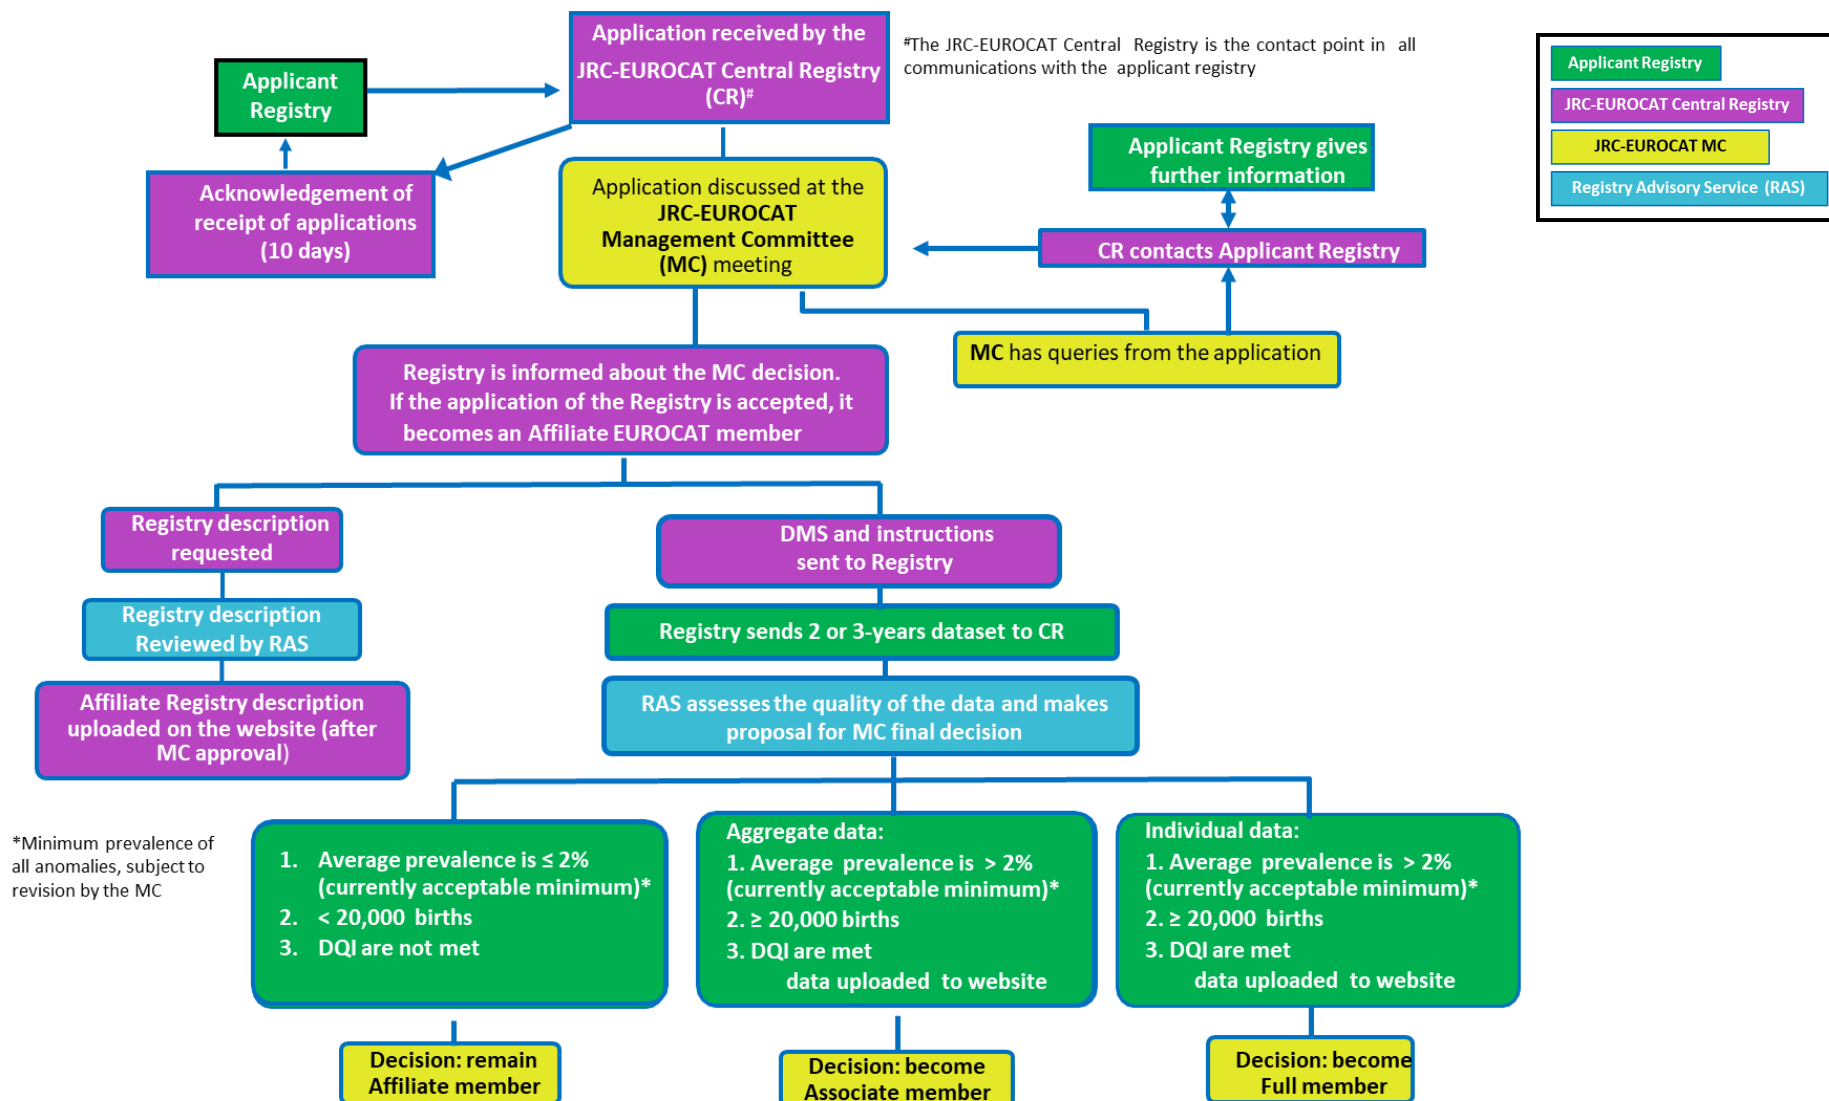 Application received by the
JRC-EUROCAT Central Registry
(CR)#
#The JRC-EUROCAT Central Registry is the contact point in all
communications with the applicant registry
Applicant Registry
JRC-EUROCAT Central Registry
JRC-EUROCAT MC
Registry Advisory Service (RAS)
Applicant
Registry
Acknowledgement of
receipt of applications
(10 days)
Application discussed at the
JRC-EUROCAT
Management Committee
(MC) meeting
Applicant Registry gives
further information
CR contacts Applicant Registry
MC has queries from the application
Registry is informed about the MC decision.
If the application of the Registry is accepted, it
becomes an Affiliate EUROCAT member
Registry description
requested
Registry description
Reviewed by RAS
Affiliate Registry description
uploaded on the website (after
MC approval)
DMS and instructions
sent to Registry
Registry sends 2 or 3-years dataset to CR
RAS assesses the quality of the data and makes
proposal for MC final decision
*Minimum prevalence of
all anomalies, subject to
revision by the MC
1. Average prevalence is ≤ 2%
(currently acceptable minimum)*
2. < 20,000 births
3. DQI are not met
Aggregate data:
1. Average prevalence is > 2%
(currently acceptable minimum)*
2. ≥ 20,000 births
3. DQI are met
data uploaded to website
Individual data:
1. Average prevalence is > 2%
(currently acceptable minimum)*
2. ≥ 20,000 births
3. DQI are met
data uploaded to website
Decision: remain
Affiliate member
Decision: become
Associate member
Decision: become
Full member